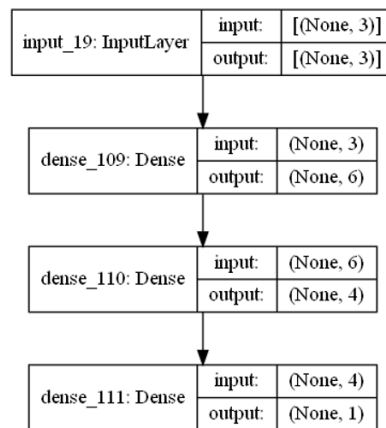 input_19: InputLayer
input: [(None, 3)]
output: [(None, 3)]
dense_109: Dense
input: (None, 3)
output: (None, 6)
dense_110: Dense
input: (None, 6)
output: (None, 4)
dense_111: Dense
input: (None, 4)
output: (None, 1)